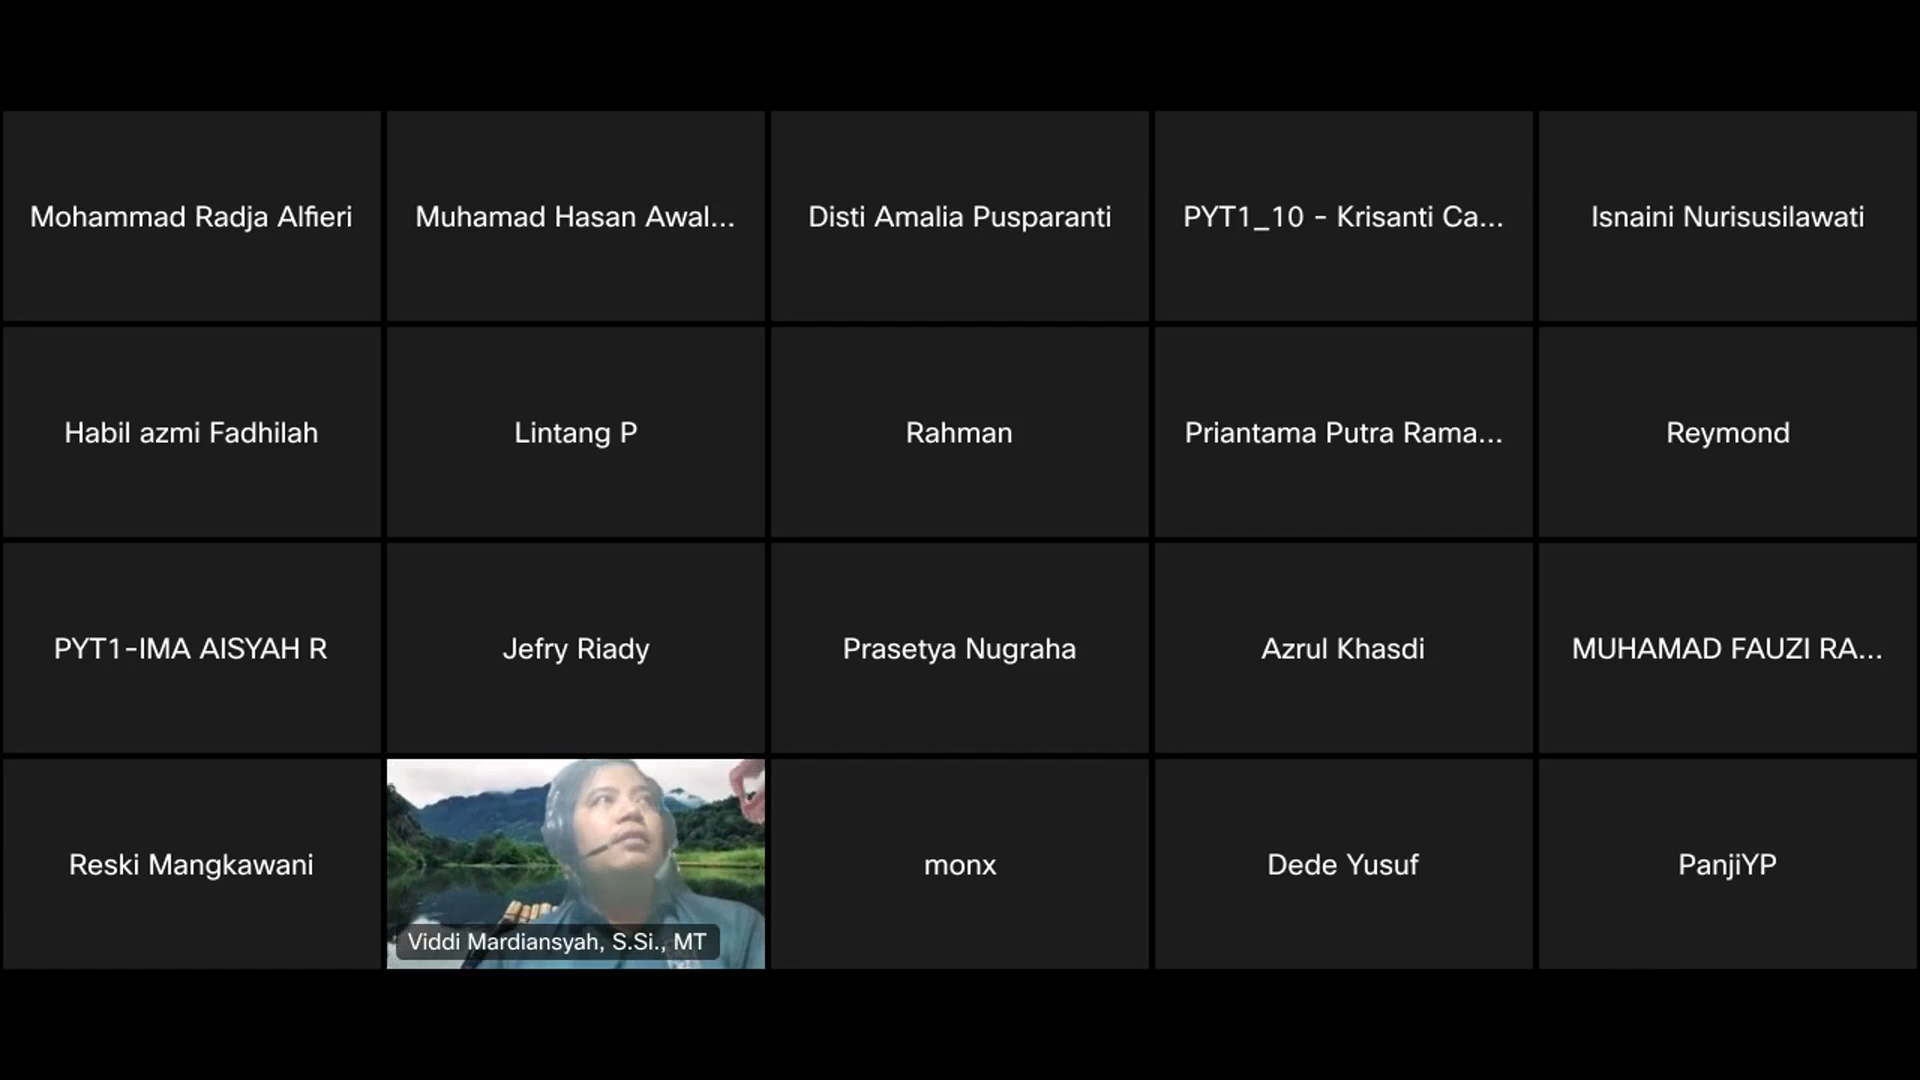 Mohammad Radja Alfieri
Muhamad Hasan Awal...
Disti Amalia Pusparanti
PYT1_10 - Krisanti Ca...
Isnaini Nurisusilawati
Habil azmi Fadhilah
Lintang P
Rahman
Priantama Putra Rama...
Reymond
PYT1-IMA AISYAH R
Jefry Riady
Prasetya Nugraha
Azrul Khasdi
MUHAMAD FAUZI RA...
Reski Mangkawani
Viddi Mardiansyah, S.Si., MT
monx
Dede Yusuf
PanjiYP